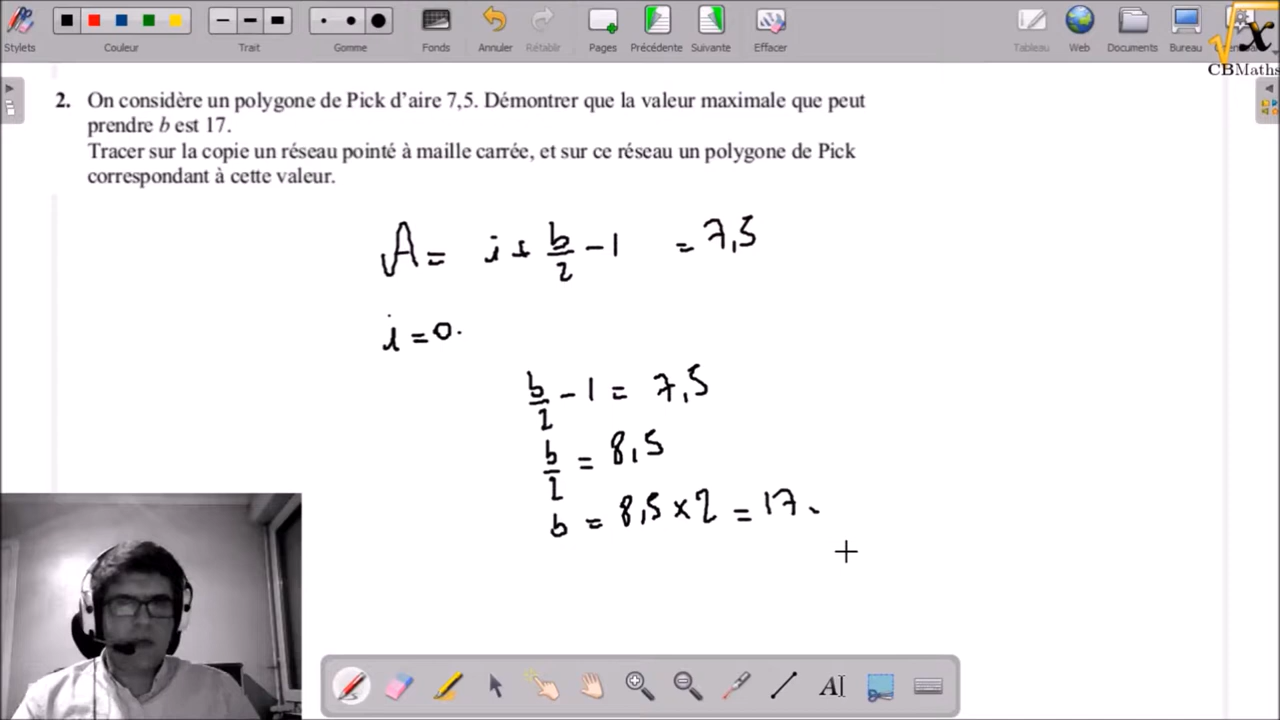 Stylets Couleur Trait Gomme Fonds Annuler Rétablir Pages Précédente Suivante Effacer Tableau Web Documents Bureau
CBMaths
2. On considère un polygone de Pick d'aire 7,5. Démontrer que la valeur maximale que peut
prendre b est 17.
Tracer sur la copie un réseau pointé à maille carrée, et sur ce réseau un polygone de Pick
correspondant à cette valeur.
A = i + b/2 - 1 = 7,5
i = 0.
b/2 - 1 = 7,5
b/2 = 8,5
b = 8,5 × 2 = 17.